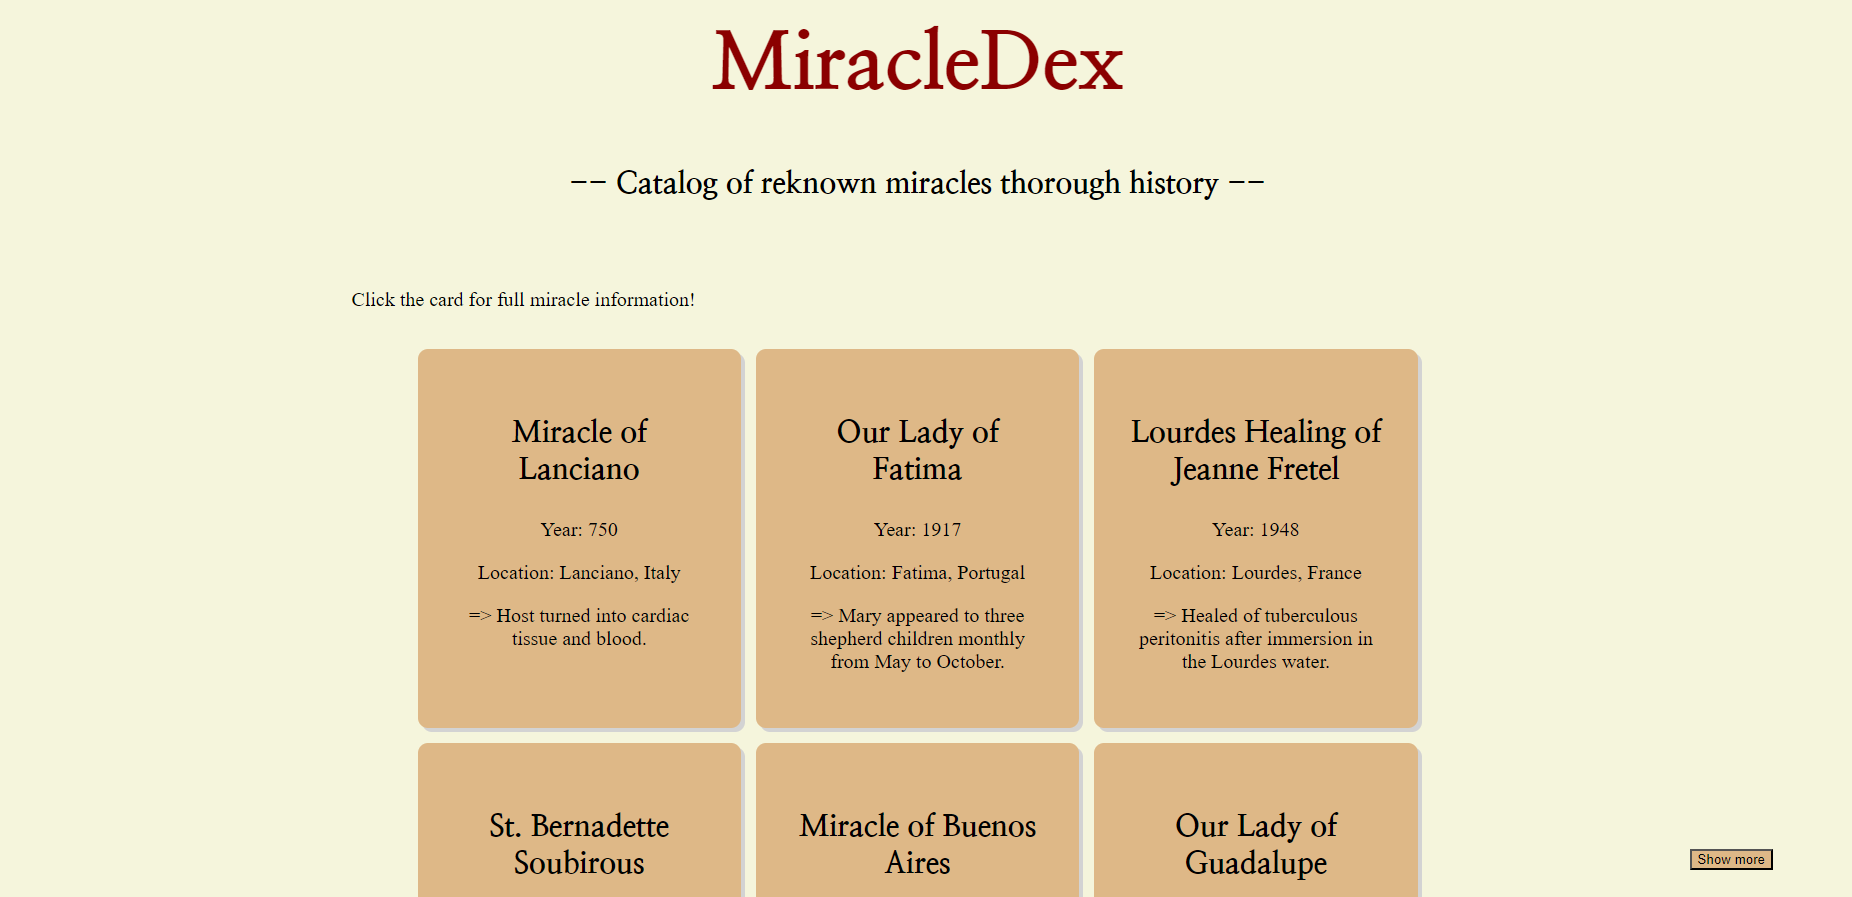 MiracleDex
-- Catalog of reknown miracles thorough history --
Click the card for full miracle information!
Miracle of
Lanciano
Year: 750
Location: Lanciano, Italy
=> Host turned into cardiac
tissue and blood.
Our Lady of
Fatima
Year: 1917
Location: Fatima, Portugal
=> Mary appeared to three
shepherd children monthly
from May to October.
Lourdes Healing of
Jeanne Fretel
Year: 1948
Location: Lourdes, France
=> Healed of tuberculous
peritonitis after immersion in
the Lourdes water.
St. Bernadette
Soubirous
Miracle of Buenos
Aires
Our Lady of
Guadalupe
Show more